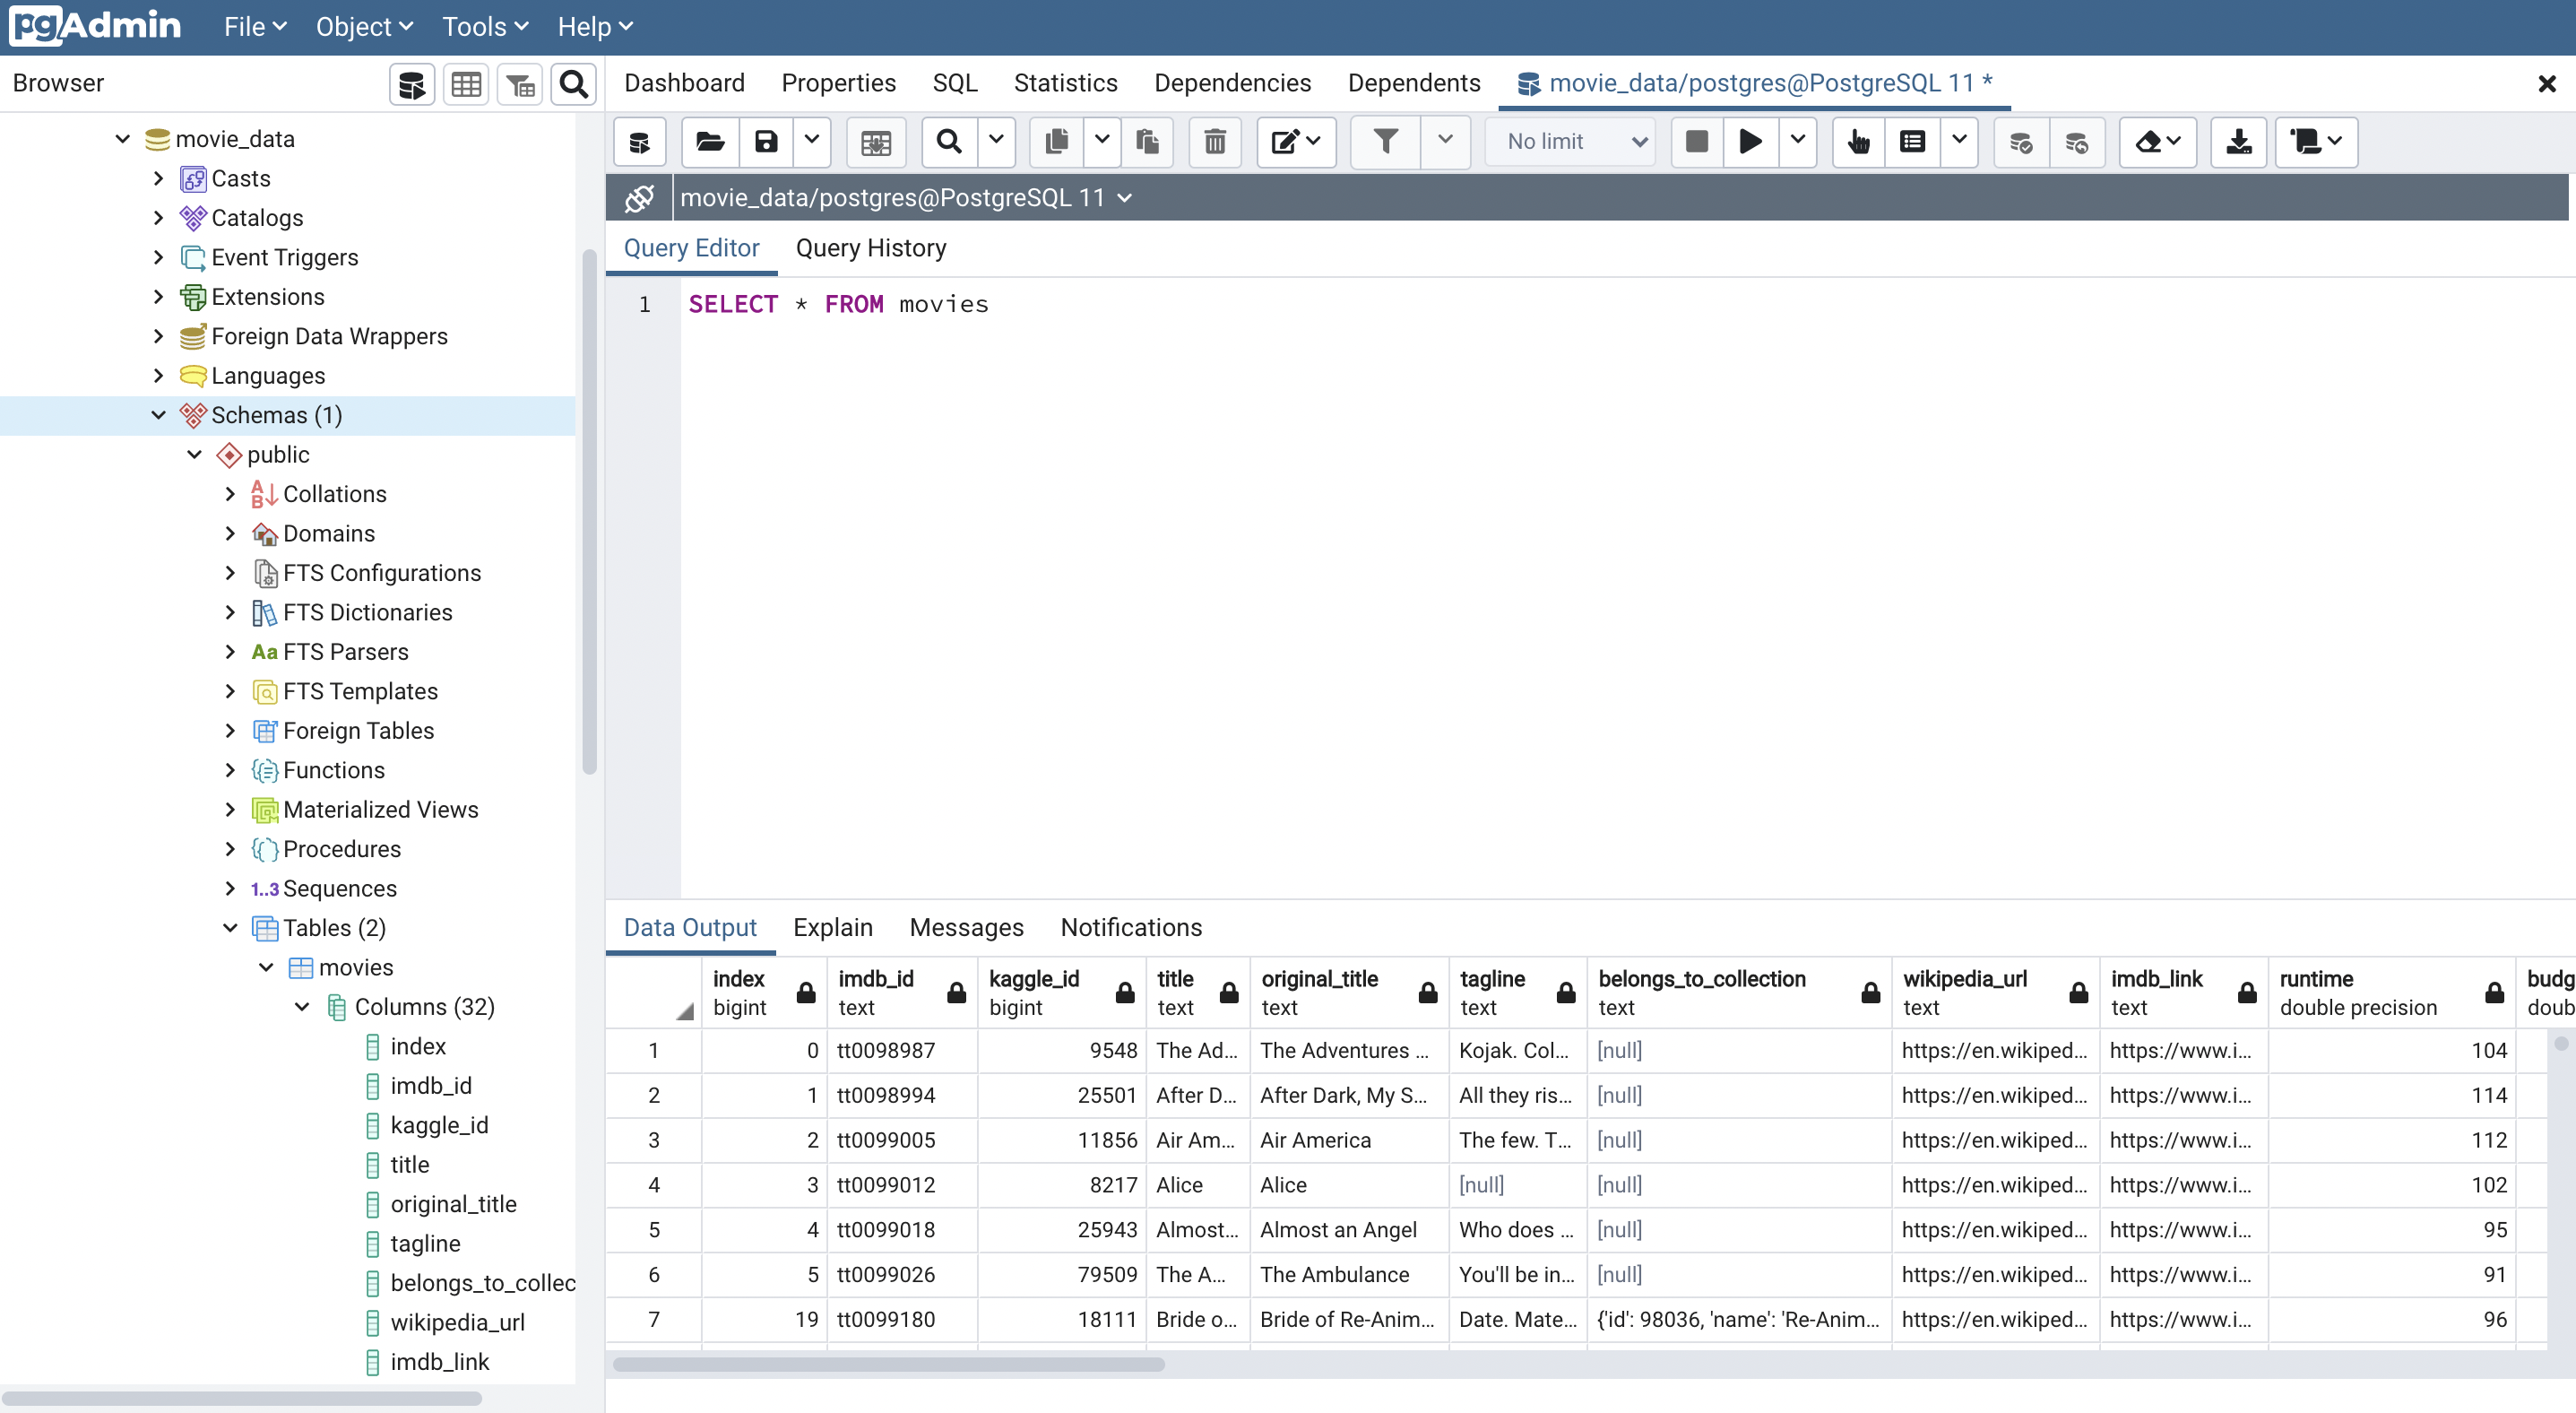 pgAdmin File Object Tools Help
Browser
Dashboard Properties SQL Statistics Dependencies Dependents movie_data/postgres@PostgreSQL 11 *
movie_data
Casts
Catalogs
Event Triggers
Extensions
Foreign Data Wrappers
Languages
Schemas (1)
public
Collations
Domains
FTS Configurations
FTS Dictionaries
Aa FTS Parsers
FTS Templates
Foreign Tables
Functions
Materialized Views
Procedures
1..3 Sequences
Tables (2)
movies
Columns (32)
index
imdb_id
kaggle_id
title
original_title
tagline
belongs_to_collec
wikipedia_url
imdb_link
No limit
movie_data/postgres@PostgreSQL 11
Query Editor Query History
1 SELECT * FROM movies
Data Output Explain Messages Notifications
index imdb_id kaggle_id title original_title tagline belongs_to_collection wikipedia_url imdb_link runtime budg
bigint text bigint text text text text text text double precision doub
1 0 tt0098987 9548 The Ad... The Adventures ... Kojak. Col... [null] https://en.wikiped... https://www.i... 104
2 1 tt0098994 25501 After D... After Dark, My S... All they ris... [null] https://en.wikiped... https://www.i... 114
3 2 tt0099005 11856 Air Am... Air America The few. T... [null] https://en.wikiped... https://www.i... 112
4 3 tt0099012 8217 Alice Alice [null] [null] https://en.wikiped... https://www.i... 102
5 4 tt0099018 25943 Almost... Almost an Angel Who does ... [null] https://en.wikiped... https://www.i... 95
6 5 tt0099026 79509 The A... The Ambulance You'll be in... [null] https://en.wikiped... https://www.i... 91
7 19 tt0099180 18111 Bride o... Bride of Re-Anim... Date. Mate... {'id': 98036, 'name': 'Re-Anim... https://en.wikiped... https://www.i... 96